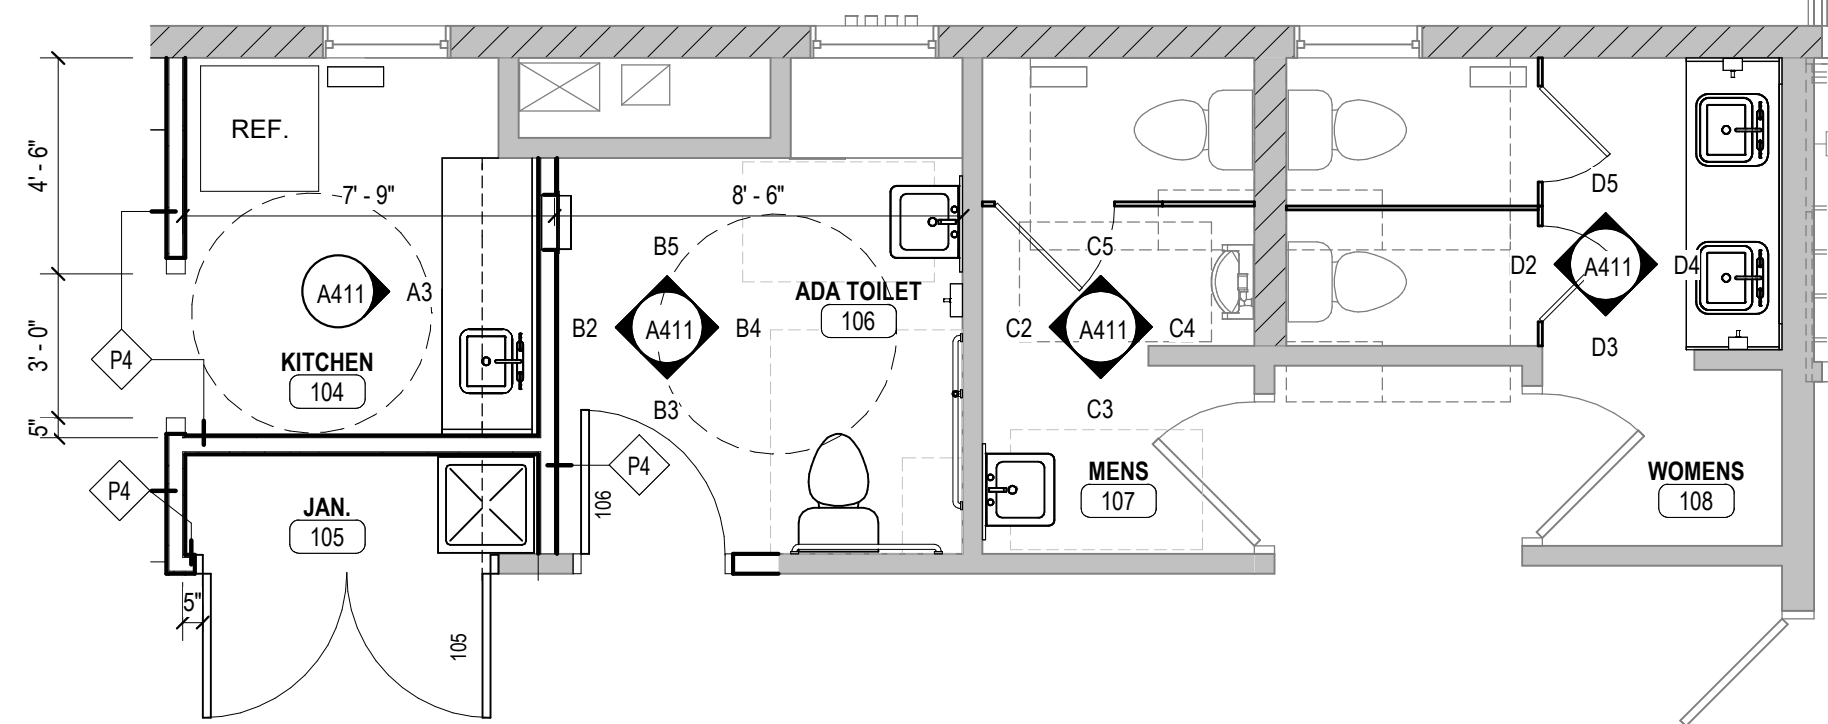 REF.
4' - 6"
7' - 9"
8' - 6"
D5
B5
C5
D2
A411
D4
A411
A3
ADA TOILET
106
B2
A411
B4
C2
A411
C4
3' - 0"
P4
KITCHEN
104
D3
B3
C3
5"
P4
P4
MENS
107
WOMENS
108
106
JAN.
105
5"
105